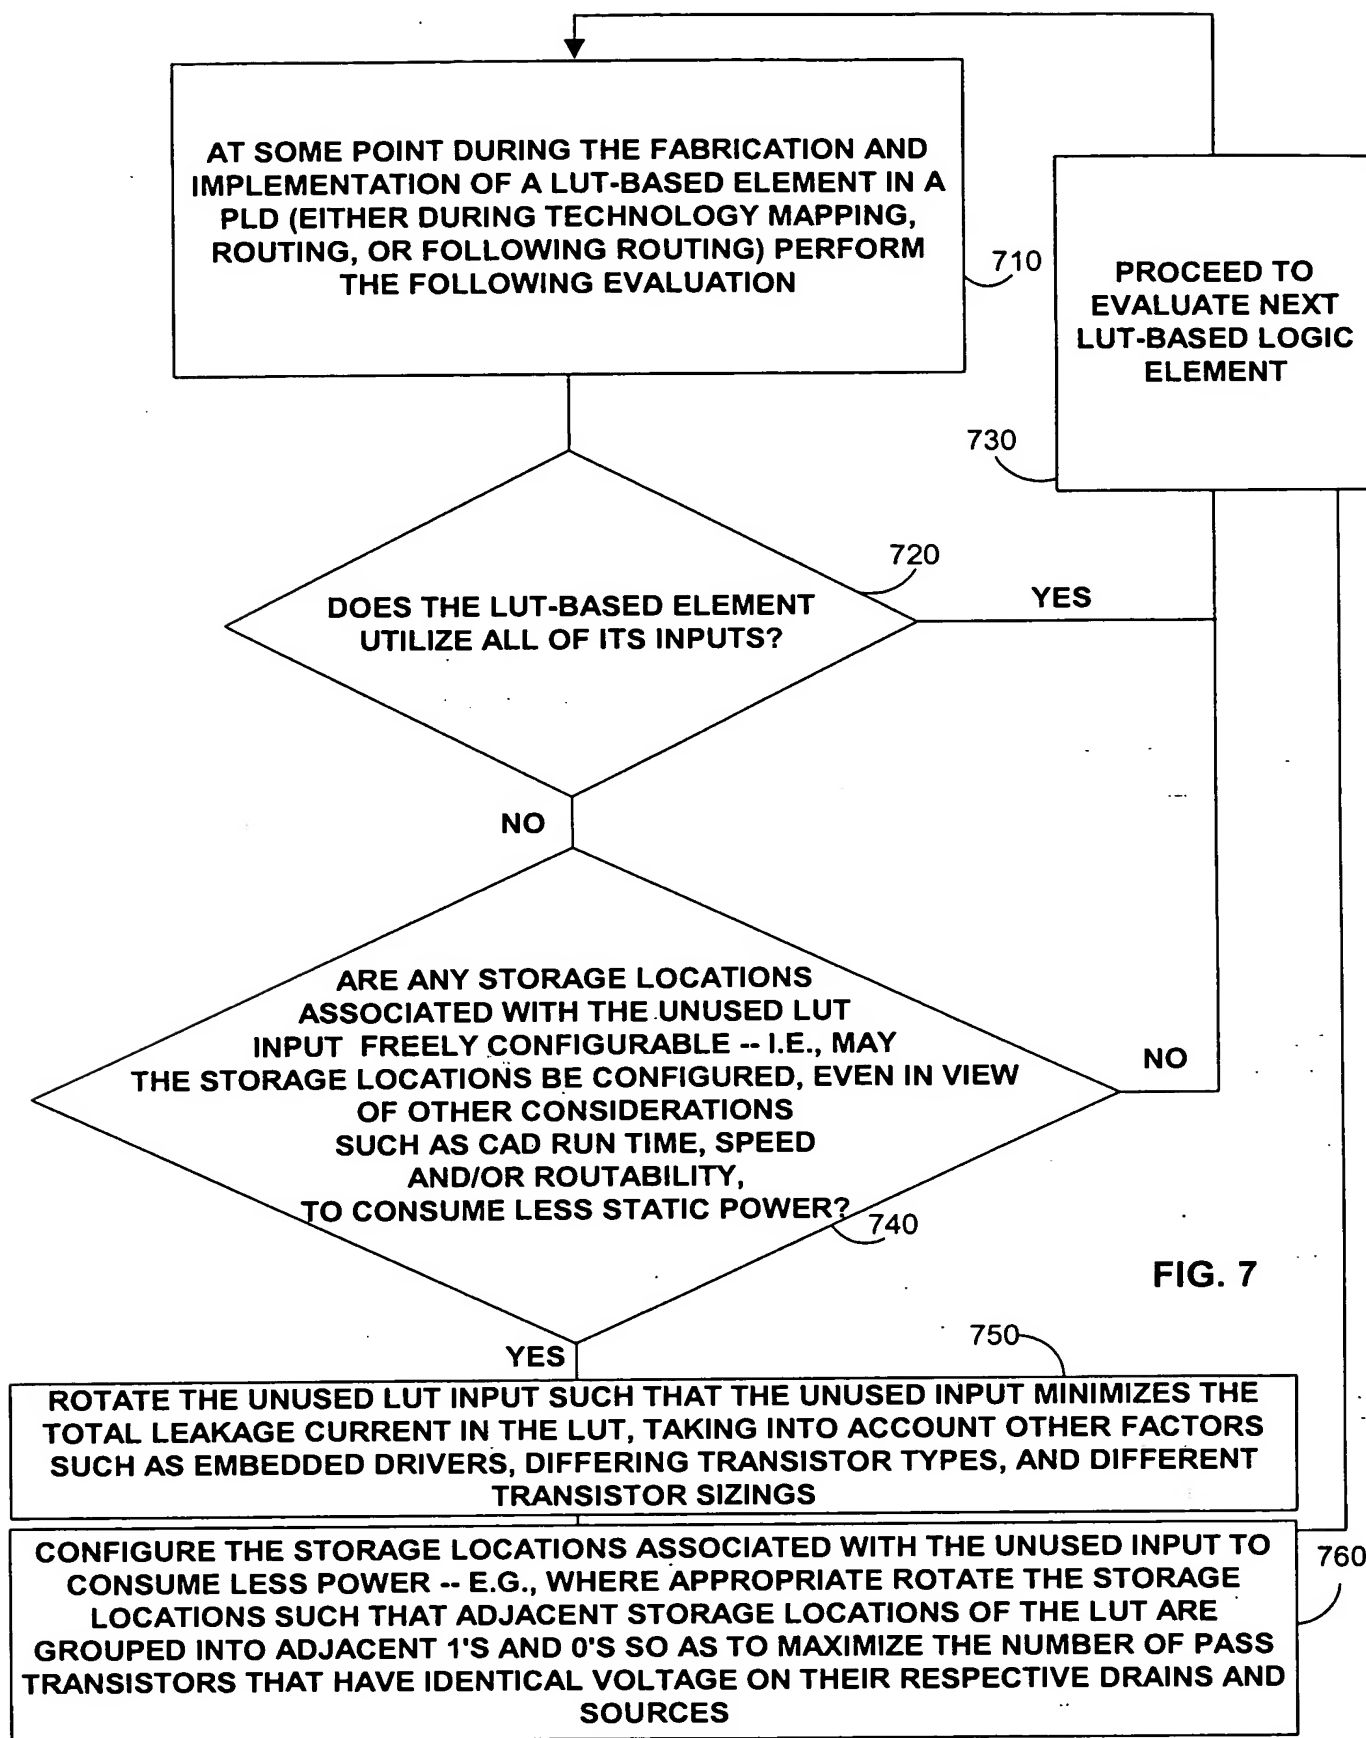 AT SOME POINT DURING THE FABRICATION AND
IMPLEMENTATION OF A LUT-BASED ELEMENT IN A
PLD (EITHER DURING TECHNOLOGY MAPPING,
ROUTING, OR FOLLOWING ROUTING) PERFORM
THE FOLLOWING EVALUATION
710
PROCEED TO
EVALUATE NEXT
LUT-BASED LOGIC
ELEMENT
730
720
DOES THE LUT-BASED ELEMENT
UTILIZE ALL OF ITS INPUTS?
YES
NO
ARE ANY STORAGE LOCATIONS
ASSOCIATED WITH THE UNUSED LUT
INPUT FREELY CONFIGURABLE -- I.E., MAY
THE STORAGE LOCATIONS BE CONFIGURED, EVEN IN VIEW
OF OTHER CONSIDERATIONS
SUCH AS CAD RUN TIME, SPEED
AND/OR ROUTABILITY,
TO CONSUME LESS STATIC POWER?
NO
740
FIG. 7
YES
750
ROTATE THE UNUSED LUT INPUT SUCH THAT THE UNUSED INPUT MINIMIZES THE
TOTAL LEAKAGE CURRENT IN THE LUT, TAKING INTO ACCOUNT OTHER FACTORS
SUCH AS EMBEDDED DRIVERS, DIFFERING TRANSISTOR TYPES, AND DIFFERENT
TRANSISTOR SIZINGS
CONFIGURE THE STORAGE LOCATIONS ASSOCIATED WITH THE UNUSED INPUT TO
CONSUME LESS POWER -- E.G., WHERE APPROPRIATE ROTATE THE STORAGE
LOCATIONS SUCH THAT ADJACENT STORAGE LOCATIONS OF THE LUT ARE
GROUPED INTO ADJACENT 1'S AND 0'S SO AS TO MAXIMIZE THE NUMBER OF PASS
TRANSISTORS THAT HAVE IDENTICAL VOLTAGE ON THEIR RESPECTIVE DRAINS AND
SOURCES
760